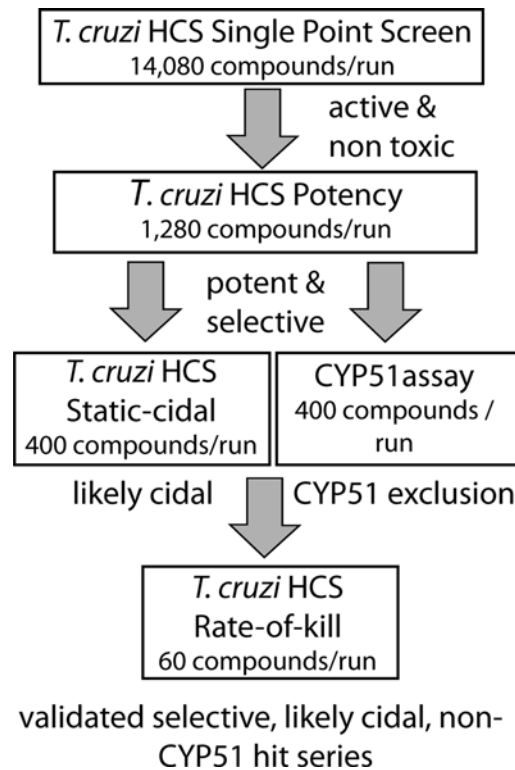 T. cruzi HCS Single Point Screen
14,080 compounds/run
active &
non toxic
T. cruzi HCS Potency
1,280 compounds/run
potent &
selective
T. cruzi HCS
Static-cidal
400 compounds/run
CYP51assay
400 compounds /
run
likely cidal
CYP51 exclusion
T. cruzi HCS
Rate-of-kill
60 compounds/run
validated selective, likely cidal, non-
CYP51 hit series